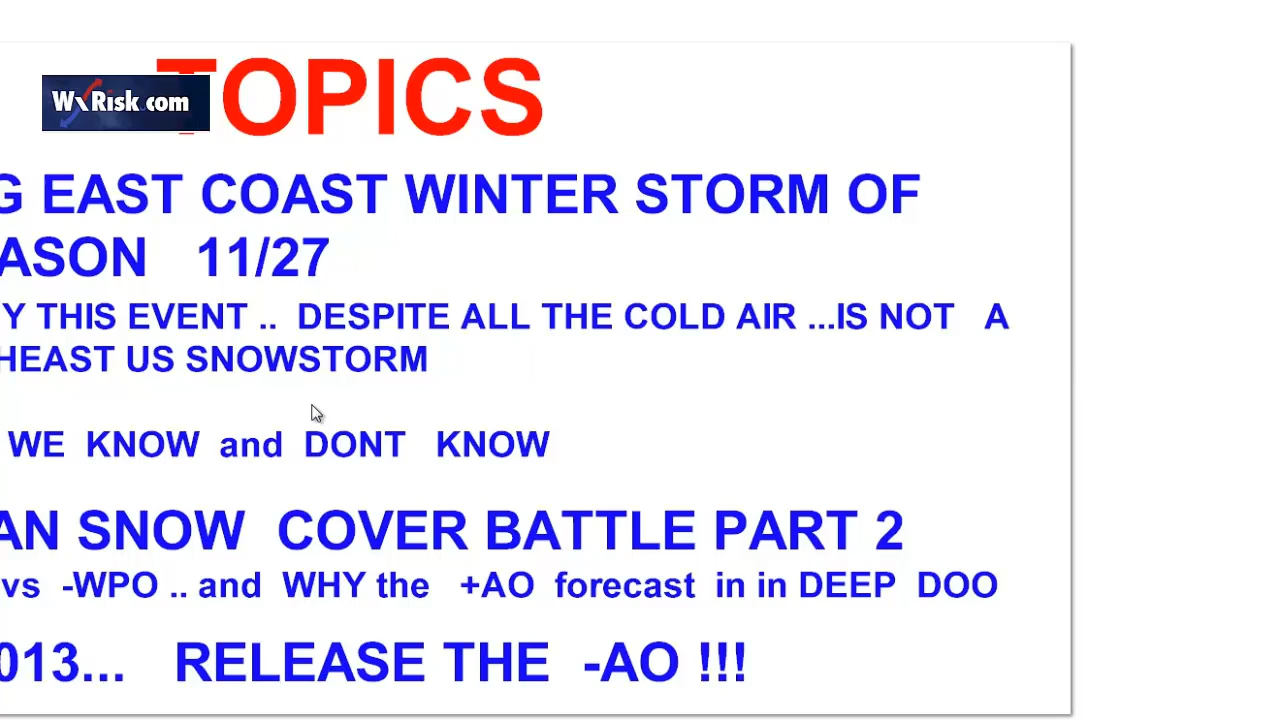 TOPICS
WxRisk.com
G EAST COAST WINTER STORM OF
ASON 11/27
Y THIS EVENT .. DESPITE ALL THE COLD AIR ...IS NOT A
HEAST US SNOWSTORM
WE KNOW and DONT KNOW
AN SNOW COVER BATTLE PART 2
vs -WPO .. and WHY the +AO forecast in in DEEP DOO
013... RELEASE THE -AO !!!